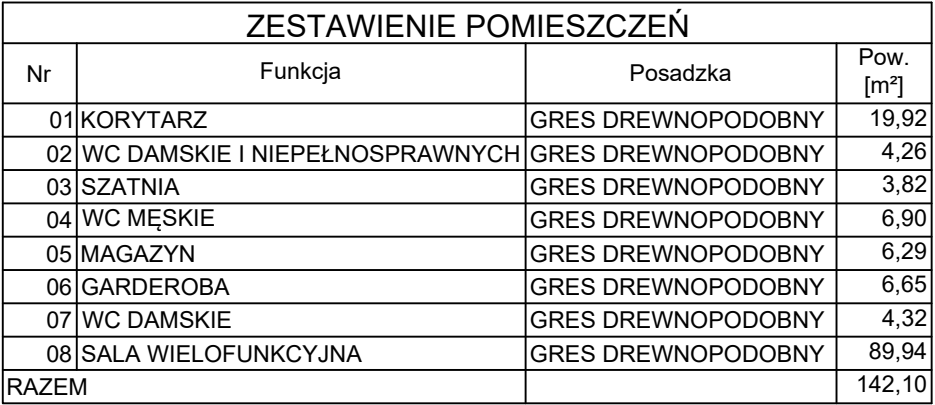 ZESTAWIENIE POMIESZCZEŃ
Nr Funkcja Posadzka Pow. [m²]
01 KORYTARZ GRES DREWNOPODOBNY 19,92
02 WC DAMSKIE I NIEPEŁNOSPRAWNYCH GRES DREWNOPODOBNY 4,26
03 SZATNIA GRES DREWNOPODOBNY 3,82
04 WC MĘSKIE GRES DREWNOPODOBNY 6,90
05 MAGAZYN GRES DREWNOPODOBNY 6,29
06 GARDEROBA GRES DREWNOPODOBNY 6,65
07 WC DAMSKIE GRES DREWNOPODOBNY 4,32
08 SALA WIELOFUNKCYJNA GRES DREWNOPODOBNY 89,94
RAZEM 142,10